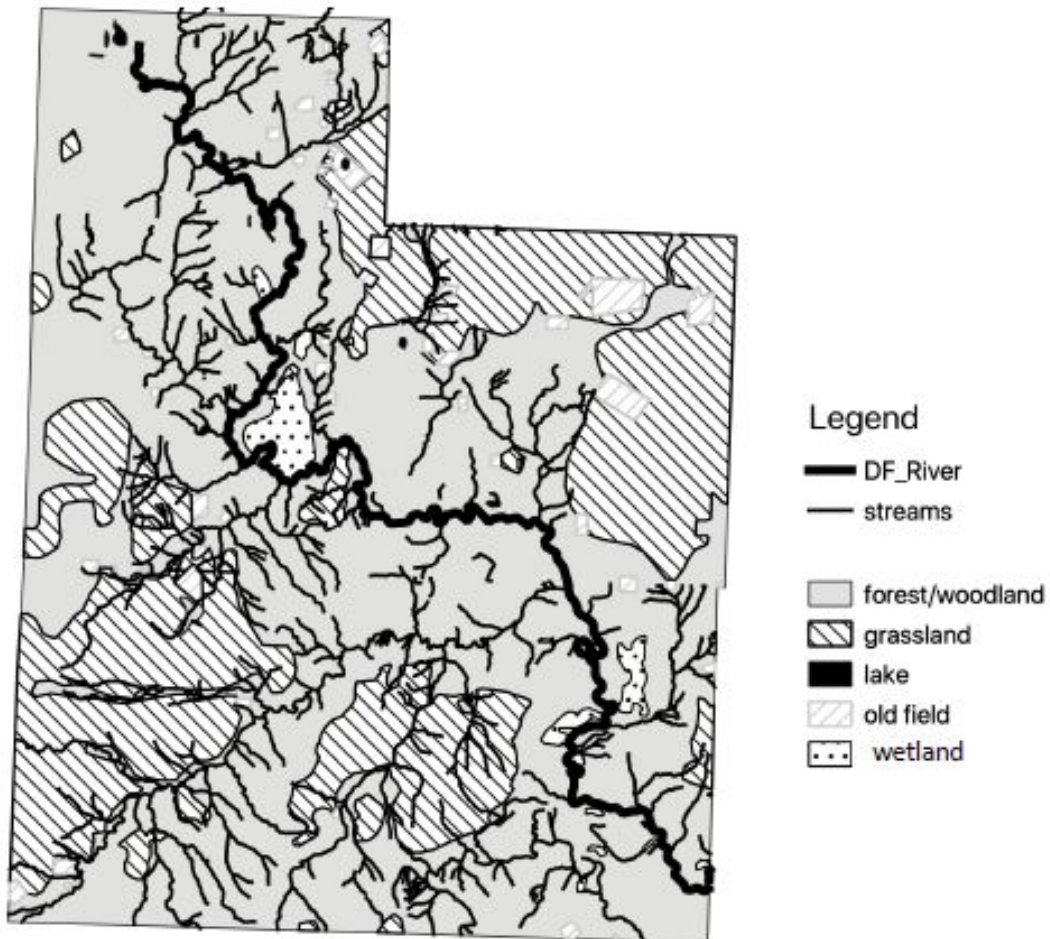 Legend
DF_River
streams
forest/woodland
grassland
lake
old field
wetland